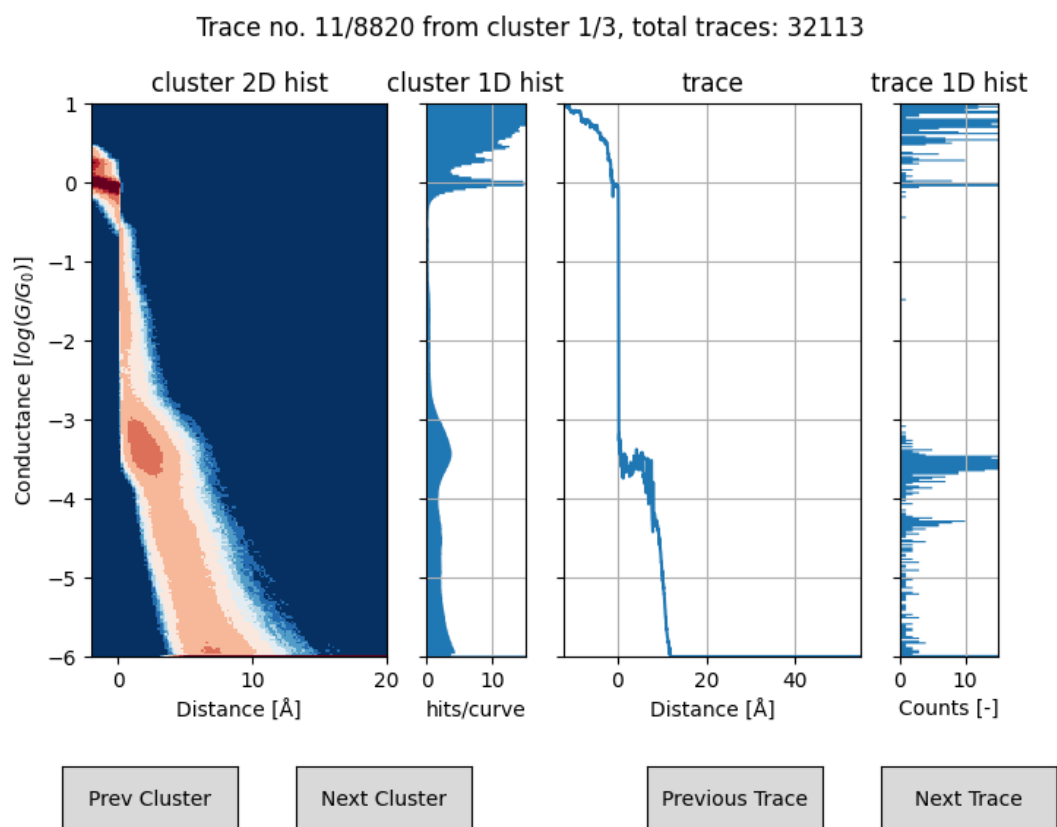 Trace no. 11/8820 from cluster 1/3, total traces: 32113
cluster 2D hist
cluster 1D hist
trace
trace 1D hist
Conductance [log(G/G₀)]
1
0
−1
−2
−3
−4
−5
−6
0
10
20
0
10
0
20
40
0
10
Distance [Å]
hits/curve
Distance [Å]
Counts [-]
Prev Cluster
Next Cluster
Previous Trace
Next Trace